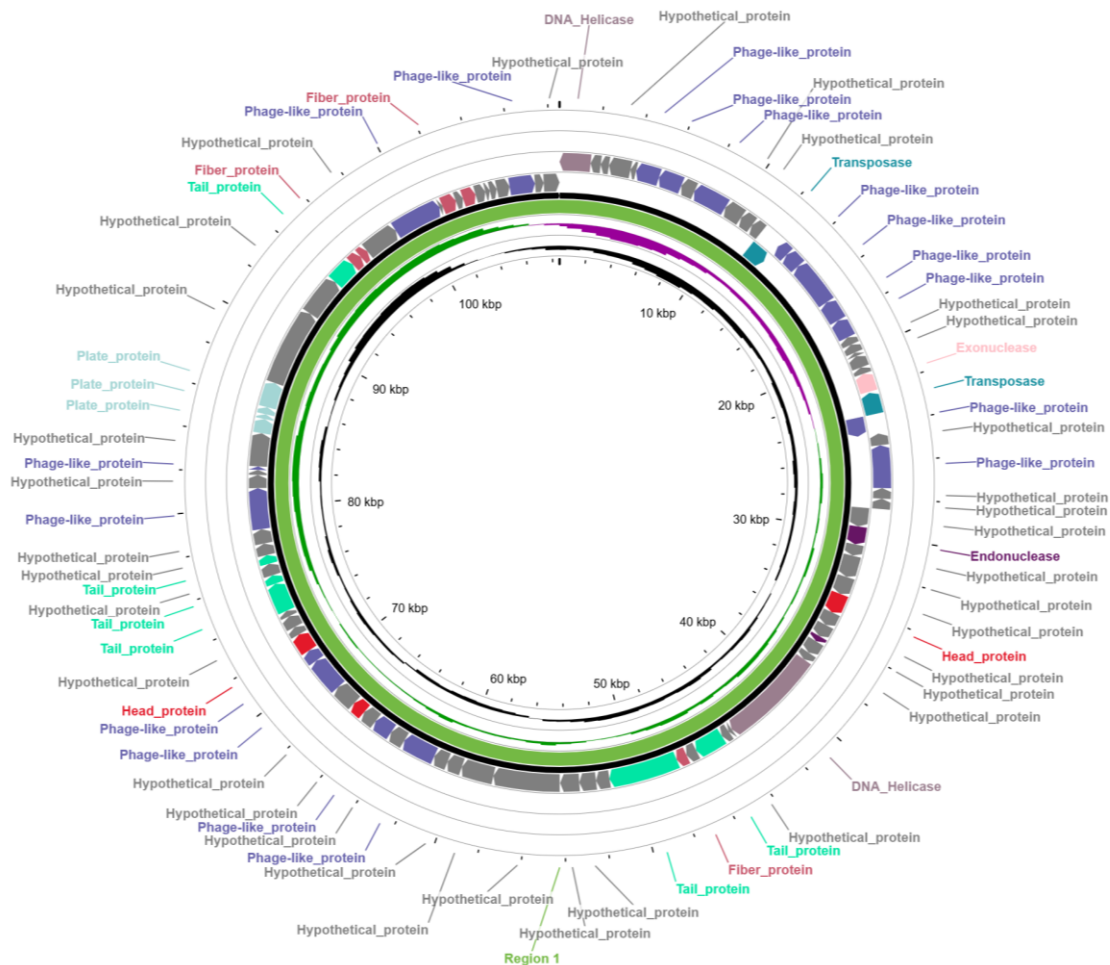 DNA_Helicase
Hypothetical_protein
Phage-like_protein
Phage-like_protein
Hypothetical_protein
Phage-like_protein
Hypothetical_protein
Transposase
Phage-like_protein
Phage-like_protein
Phage-like_protein
Phage-like_protein
Hypothetical_protein
Hypothetical_protein
Exonuclease
Transposase
Phage-like_protein
Hypothetical_protein
Phage-like_protein
Hypothetical_protein
Hypothetical_protein
Hypothetical_protein
Endonuclease
Hypothetical_protein
Hypothetical_protein
Hypothetical_protein
Head_protein
Hypothetical_protein
Hypothetical_protein
Hypothetical_protein
DNA_Helicase
Hypothetical_protein
Tail_protein
Fiber_protein
Tail_protein
Hypothetical_protein
Hypothetical_protein
Region 1
Hypothetical_protein
Hypothetical_protein
Hypothetical_protein
Phage-like_protein
Hypothetical_protein
Phage-like_protein
Hypothetical_protein
Hypothetical_protein
Phage-like_protein
Phage-like_protein
Head_protein
Hypothetical_protein
Tail_protein
Tail_protein
Hypothetical_protein
Tail_protein
Hypothetical_protein
Hypothetical_protein
Phage-like_protein
Hypothetical_protein
Phage-like_protein
Hypothetical_protein
Plate_protein
Plate_protein
Plate_protein
Hypothetical_protein
Hypothetical_protein
Tail_protein
Fiber_protein
Hypothetical_protein
Phage-like_protein
Fiber_protein
Phage-like_protein
Hypothetical_protein
10 kbp
20 kbp
30 kbp
40 kbp
50 kbp
60 kbp
70 kbp
80 kbp
90 kbp
100 kbp